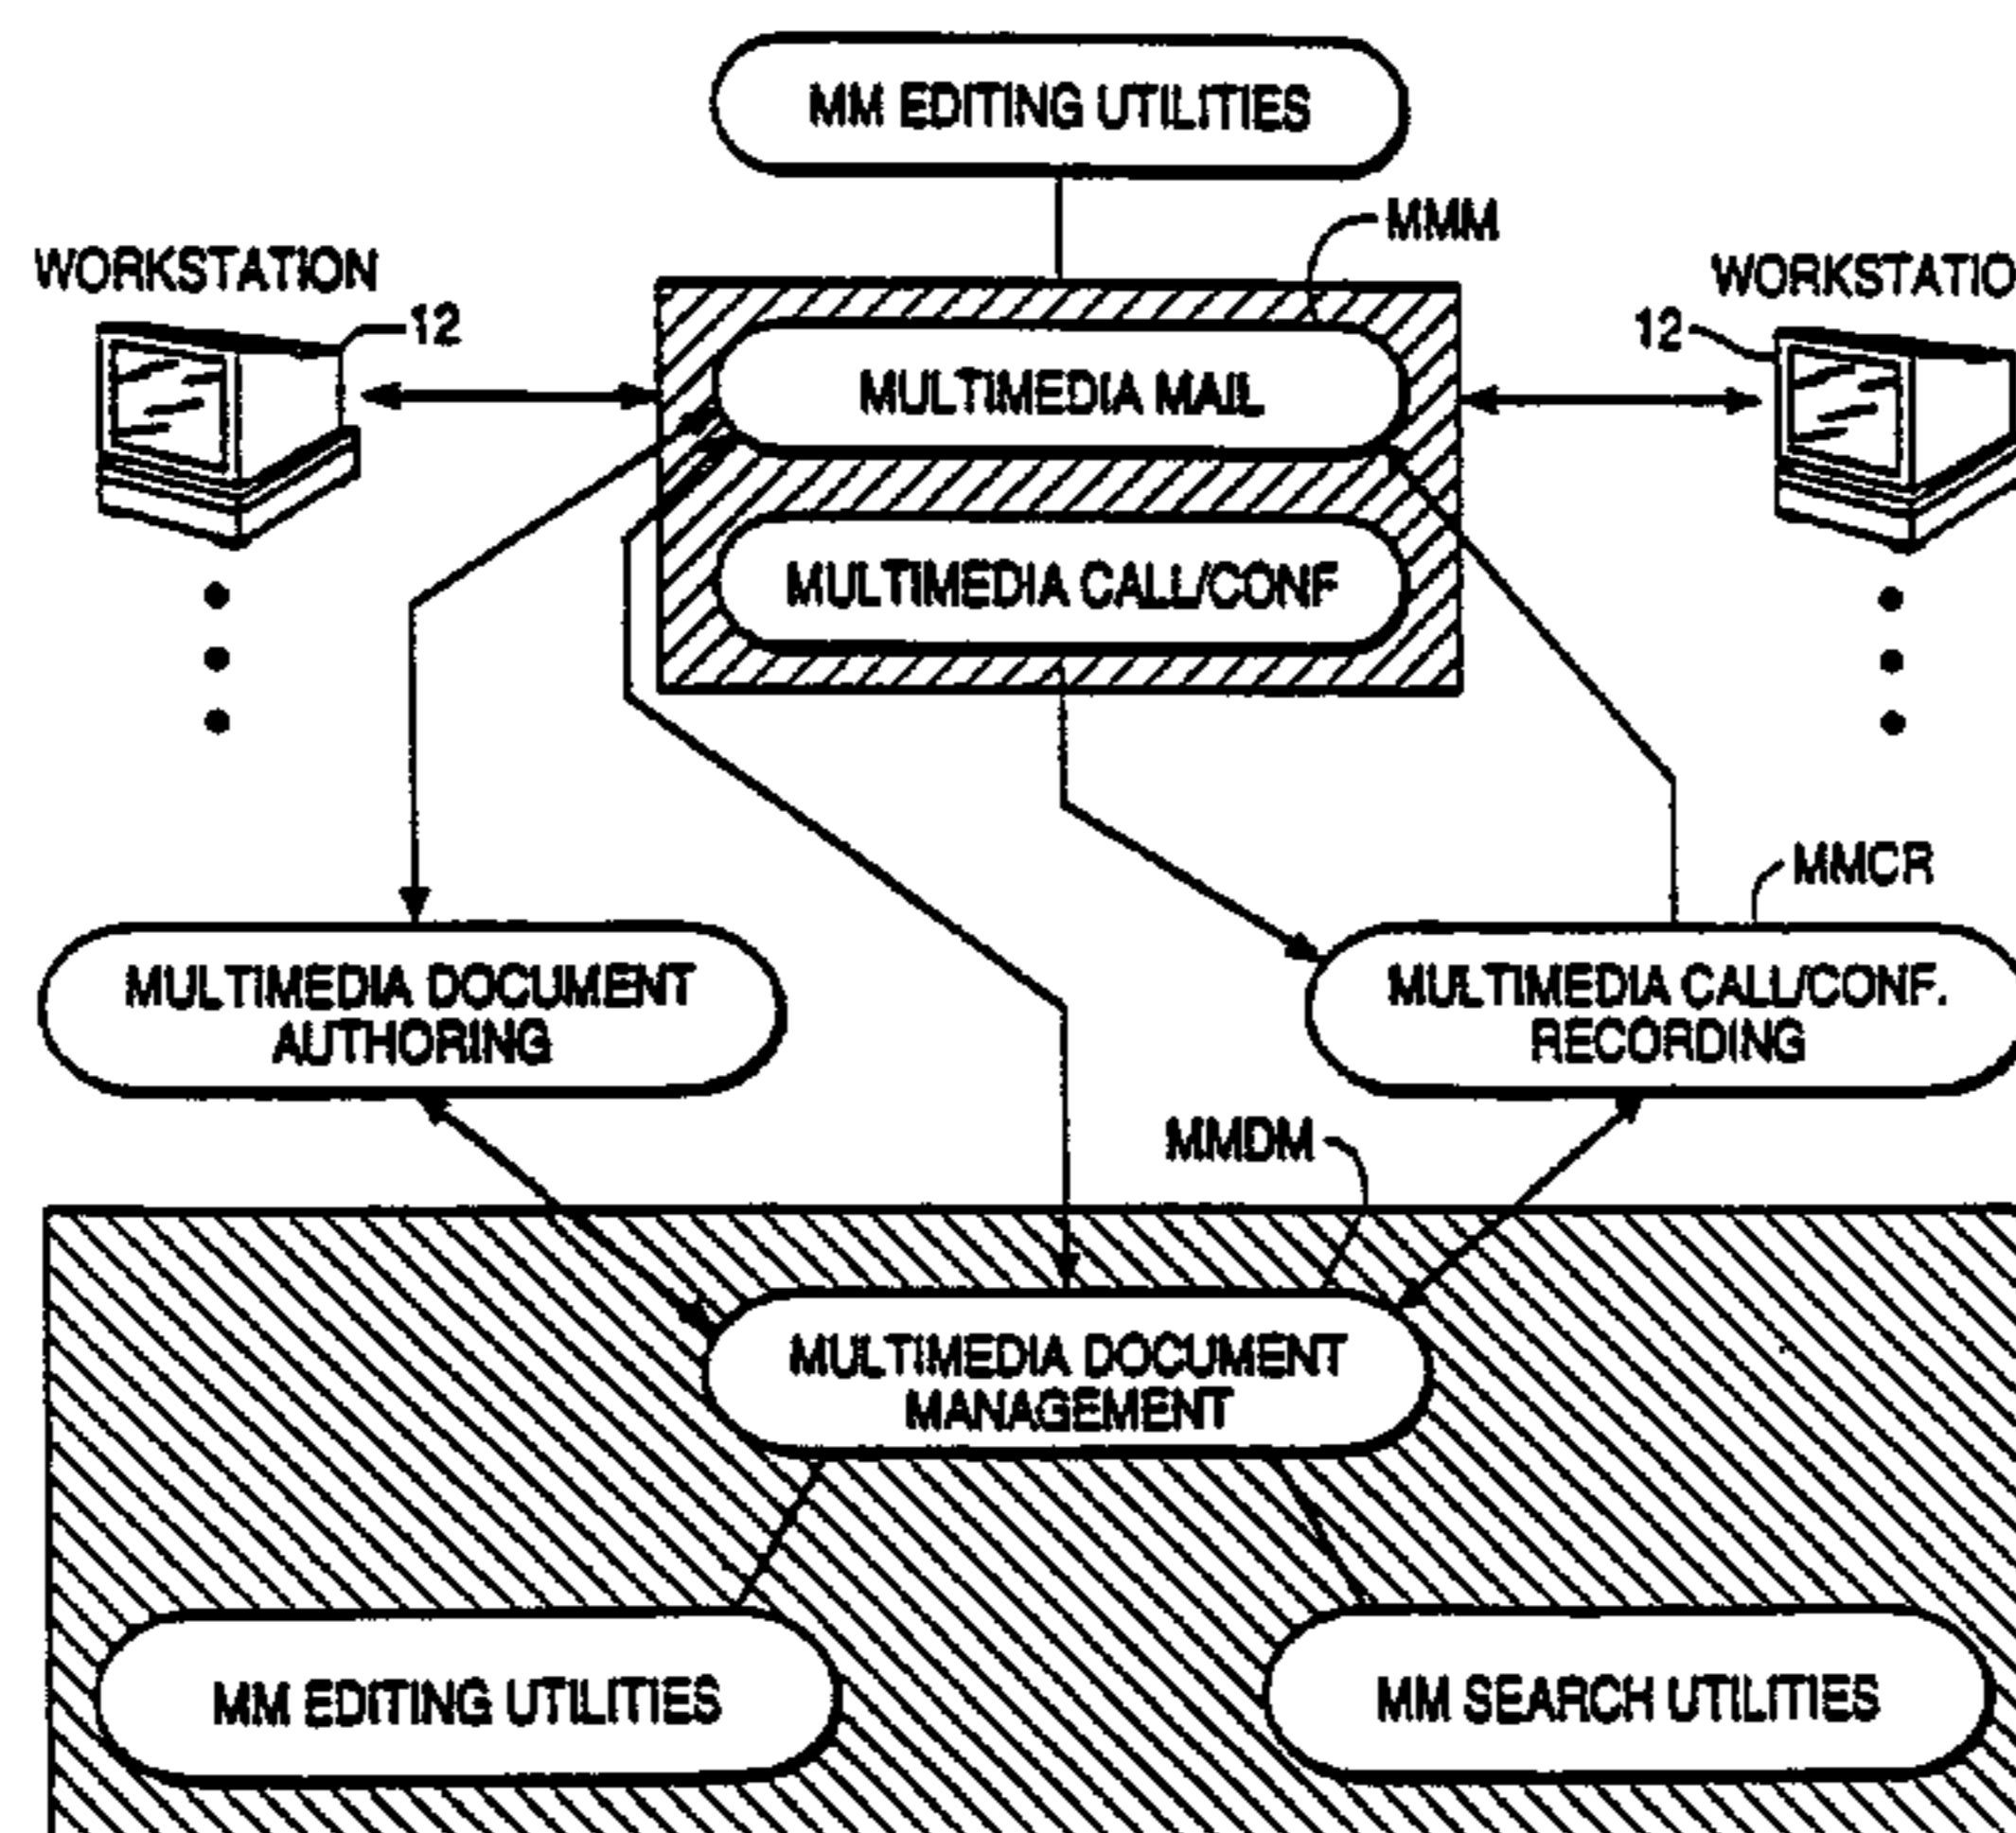 MM EDITING UTILITIES
MMM
WORKSTATION
WORKSTATIO
12
12
MULTIMEDIA MAIL
MULTIMEDIA CALL/CONF
MMCR
MULTIMEDIA DOCUMENT
AUTHORING
MULTIMEDIA CALL/CONF.
RECORDING
MMDM
MULTIMEDIA DOCUMENT
MANAGEMENT
MM EDITING UTILITIES
MM SEARCH UTILITIES